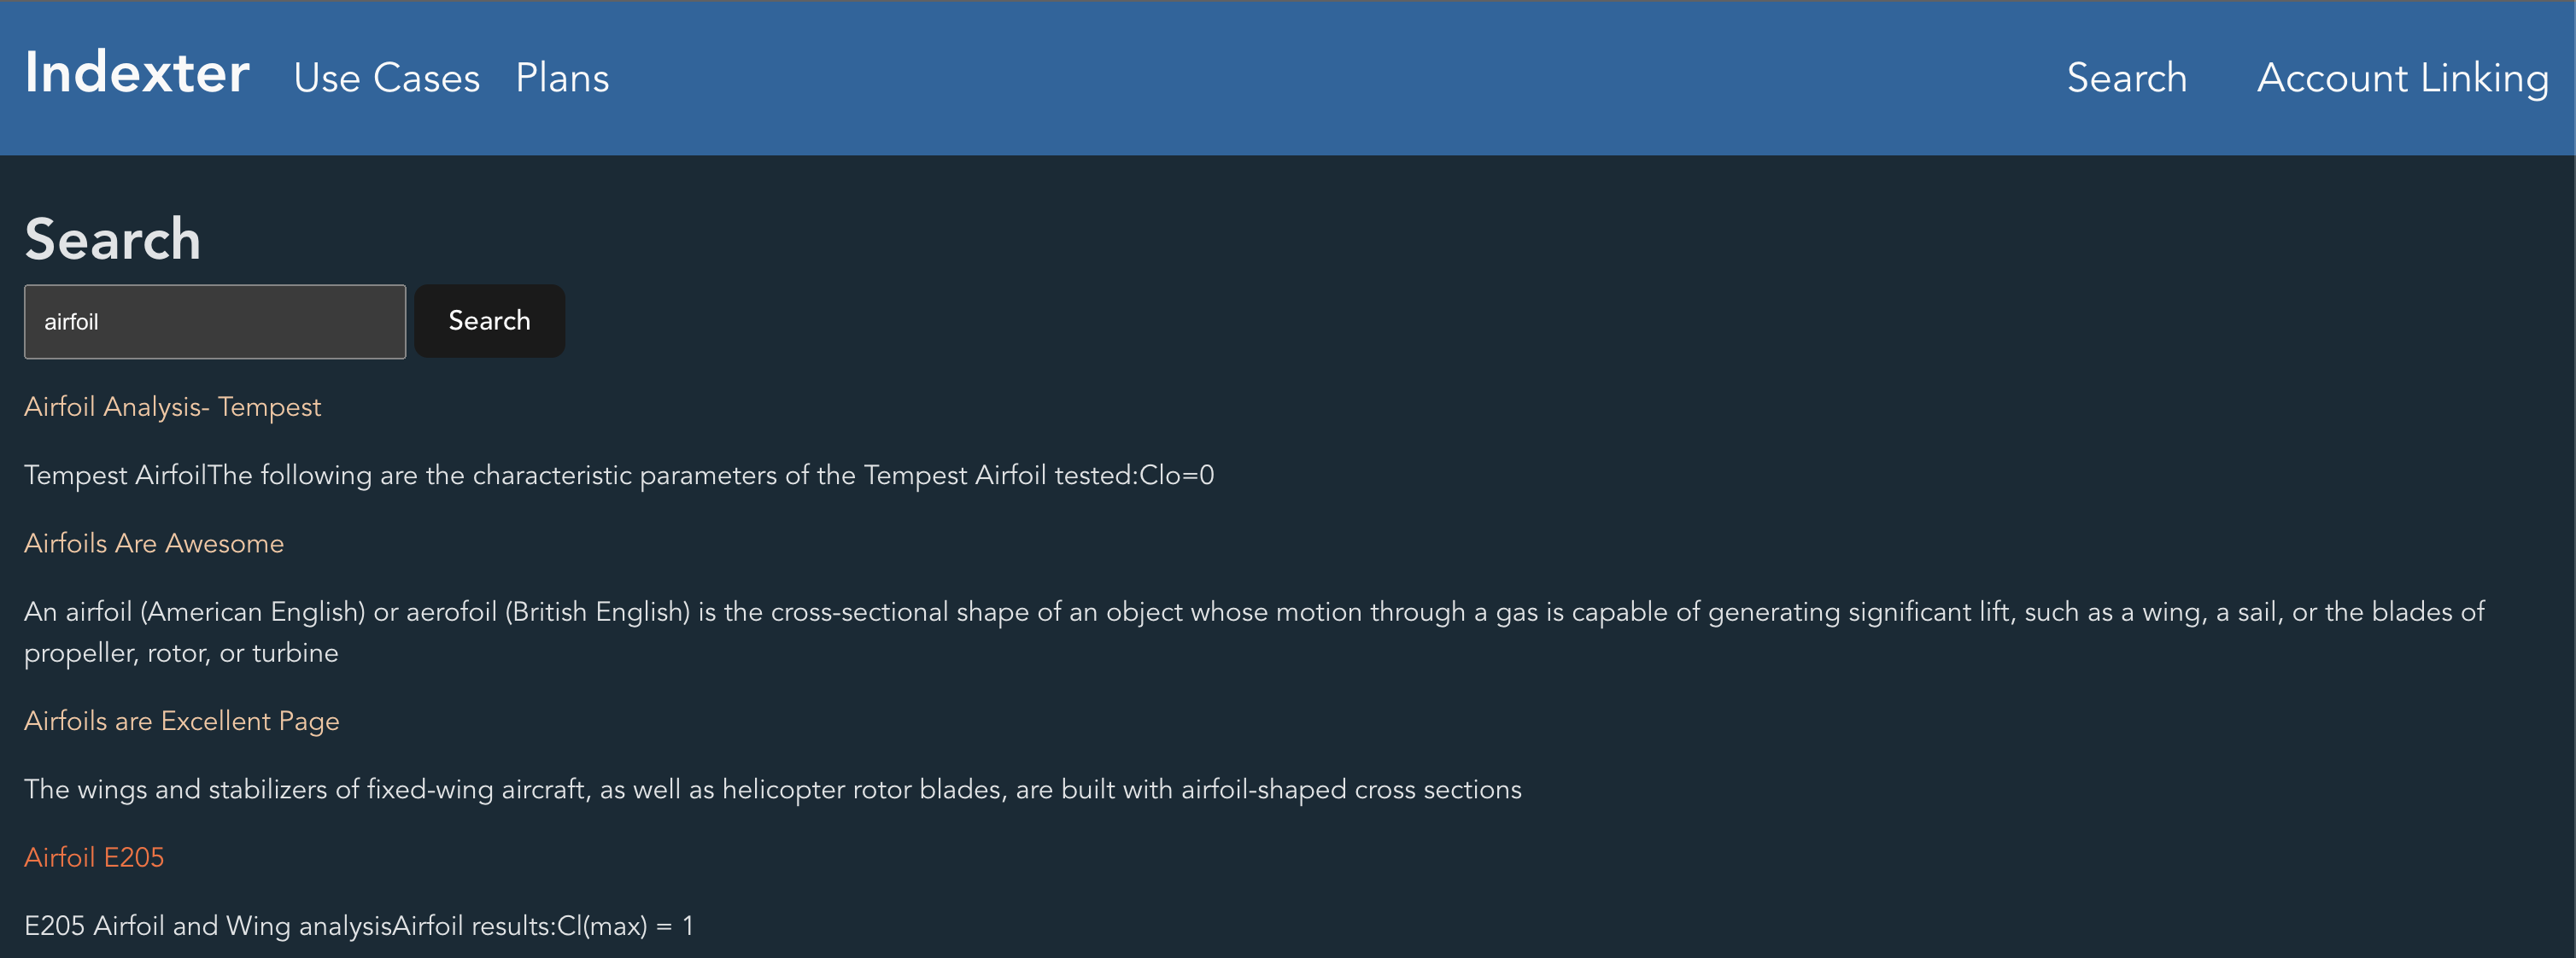 Indexter Use Cases Plans Search Account Linking
Search
airfoil Search
Airfoil Analysis- Tempest
Tempest AirfoilThe following are the characteristic parameters of the Tempest Airfoil tested:Clo=0
Airfoils Are Awesome
An airfoil (American English) or aerofoil (British English) is the cross-sectional shape of an object whose motion through a gas is capable of generating significant lift, such as a wing, a sail, or the blades of
propeller, rotor, or turbine
Airfoils are Excellent Page
The wings and stabilizers of fixed-wing aircraft, as well as helicopter rotor blades, are built with airfoil-shaped cross sections
Airfoil E205
E205 Airfoil and Wing analysisAirfoil results:Cl(max) = 1